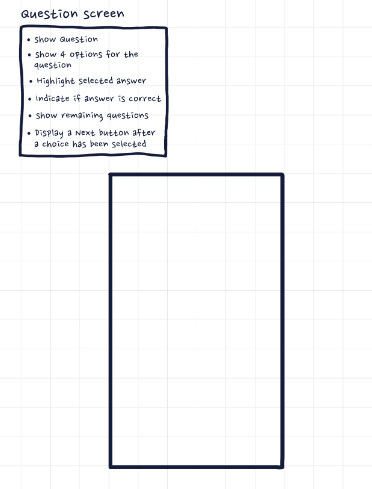 Question Screen
• Show Question
• Show 4 options for the
question
• Highlight selected answer
• Indicate if answer is correct
• Show remaining questions
• Display a Next button after
a choice has been selected